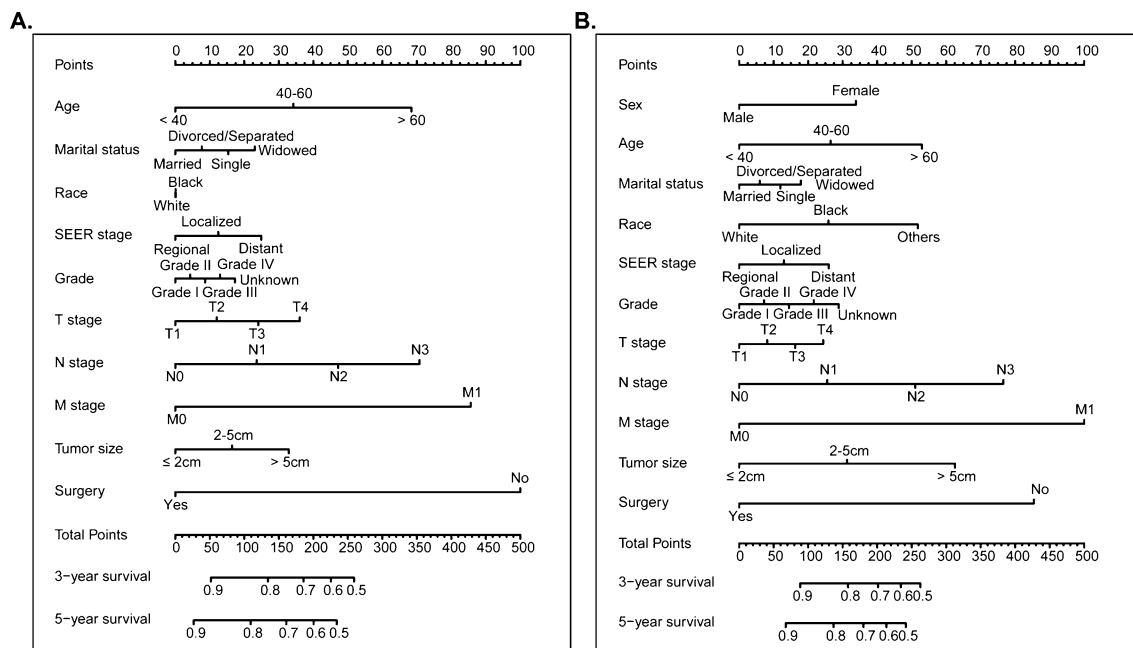 A.
0 10 20 30 40 50 60 70 80 90 100
Points
40-60
Age
< 40 > 60
Divorced/Separated
Marital status Widowed
Married Single
Black
Race
White
Localized
SEER stage
Regional Distant
Grade II Grade IV
Grade Unknown
Grade I Grade III
T2 T4
T stage
T1 T3
N1 N3
N stage
N0 N2
M1
M stage
M0
2-5cm
Tumor size
≤ 2cm > 5cm
No
Surgery
Yes
Total Points
0 50 100 150 200 250 300 350 400 450 500
3−year survival
0.9 0.8 0.7 0.6 0.5
5−year survival
0.9 0.8 0.7 0.6 0.5
B.
0 10 20 30 40 50 60 70 80 90 100
Points
Female
Sex
Male
40-60
Age
< 40 > 60
Divorced/Separated
Marital status Widowed
Married Single
Black
Race
White Others
Localized
SEER stage
Regional Distant
Grade II Grade IV
Grade
Grade I Grade III Unknown
T2 T4
T stage
T1 T3
N1 N3
N stage
N0 N2
M1
M stage
M0
2-5cm
Tumor size
≤ 2cm > 5cm
No
Surgery
Yes
Total Points
0 50 100 150 200 250 300 350 400 450 500
3−year survival
0.9 0.8 0.7 0.6 0.5
5−year survival
0.9 0.8 0.7 0.6 0.5